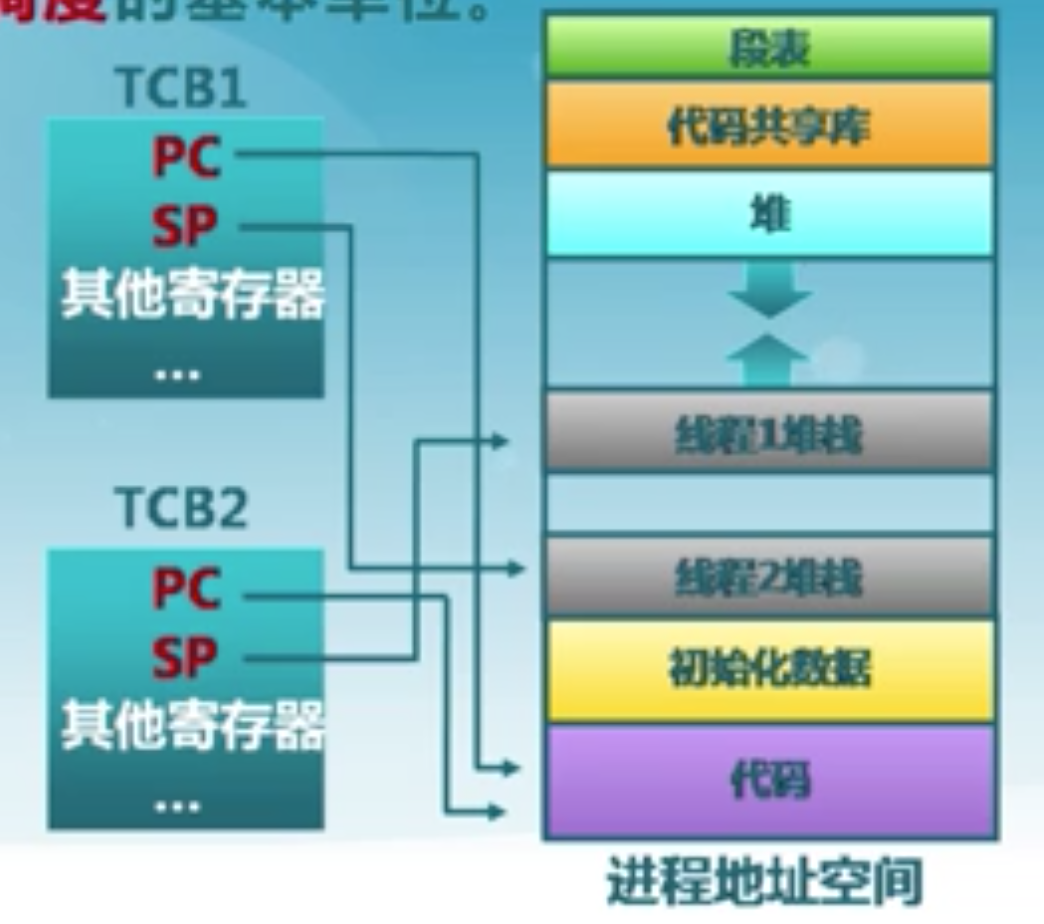 的基本单位。
TCB1
PC
SP
其他寄存器
...
TCB2
PC
SP
其他寄存器
...
段表
代码共享库
堆
线程1堆栈
线程2堆栈
初始化数据
代码
进程地址空间